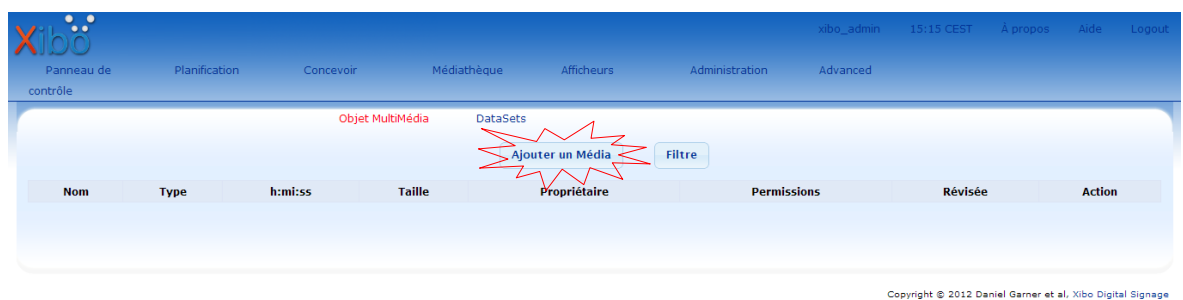 Xibo
xibo_admin 15:15 CEST À propos Aide Logout
Panneau de contrôle Planification Concevoir Médiathèque Afficheurs Administration Advanced
Objet MultiMédia DataSets
Ajouter un Média Filtre
Nom Type h:mi:ss Taille Propriétaire Permissions Révisée Action
Copyright © 2012 Daniel Garner et al, Xibo Digital Signage